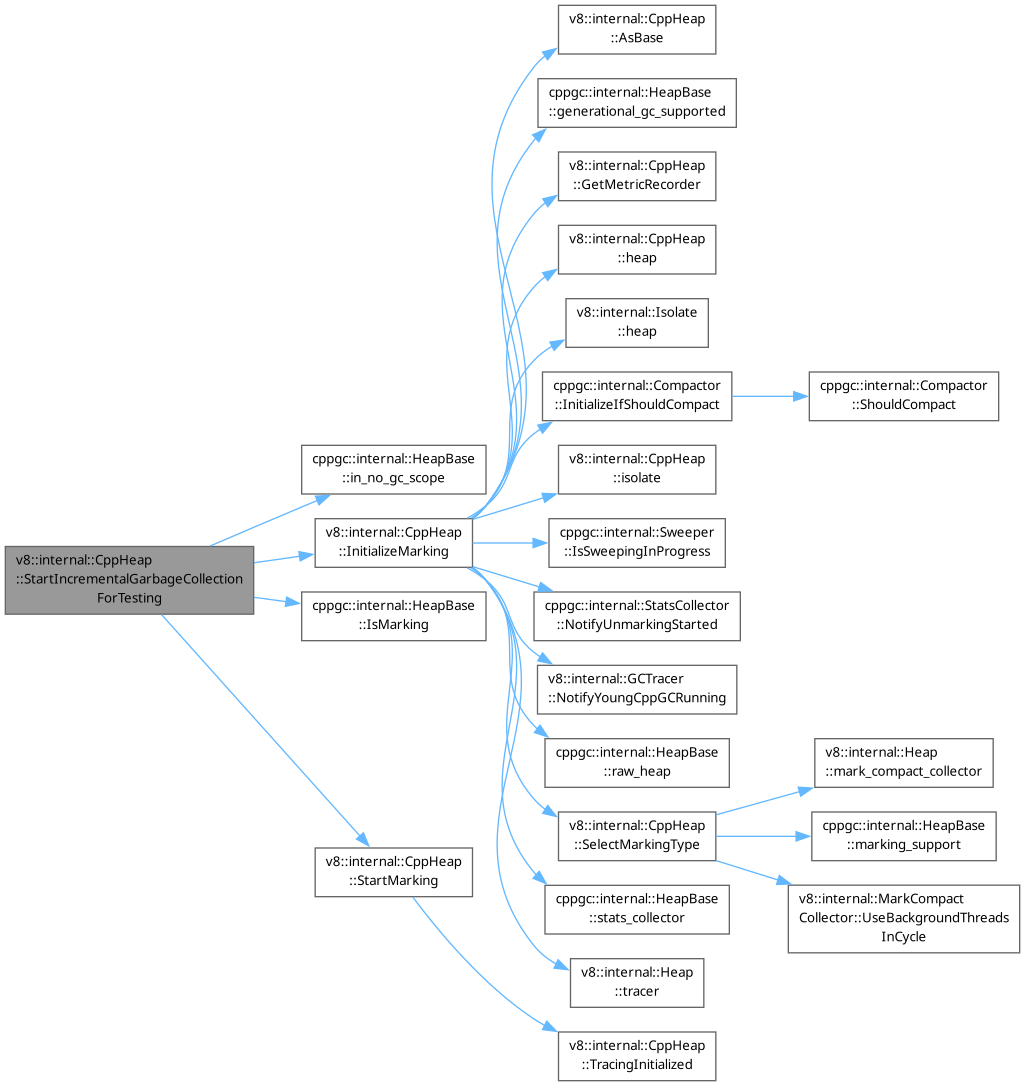 v8::internal::CppHeap
::AsBase
cppgc::internal::HeapBase
::generational_gc_supported
v8::internal::CppHeap
::GetMetricRecorder
v8::internal::CppHeap
::heap
v8::internal::Isolate
::heap
cppgc::internal::Compactor
::InitializeIfShouldCompact
cppgc::internal::Compactor
::ShouldCompact
cppgc::internal::HeapBase
::in_no_gc_scope
v8::internal::CppHeap
::isolate
v8::internal::CppHeap
::InitializeMarking
cppgc::internal::Sweeper
::IsSweepingInProgress
v8::internal::CppHeap
::StartIncrementalGarbageCollection
ForTesting
cppgc::internal::HeapBase
::IsMarking
cppgc::internal::StatsCollector
::NotifyUnmarkingStarted
v8::internal::GCTracer
::NotifyYoungCppGCRunning
cppgc::internal::HeapBase
::raw_heap
v8::internal::Heap
::mark_compact_collector
v8::internal::CppHeap
::SelectMarkingType
cppgc::internal::HeapBase
::marking_support
v8::internal::CppHeap
::StartMarking
cppgc::internal::HeapBase
::stats_collector
v8::internal::MarkCompact
Collector::UseBackgroundThreads
InCycle
v8::internal::Heap
::tracer
v8::internal::CppHeap
::TracingInitialized